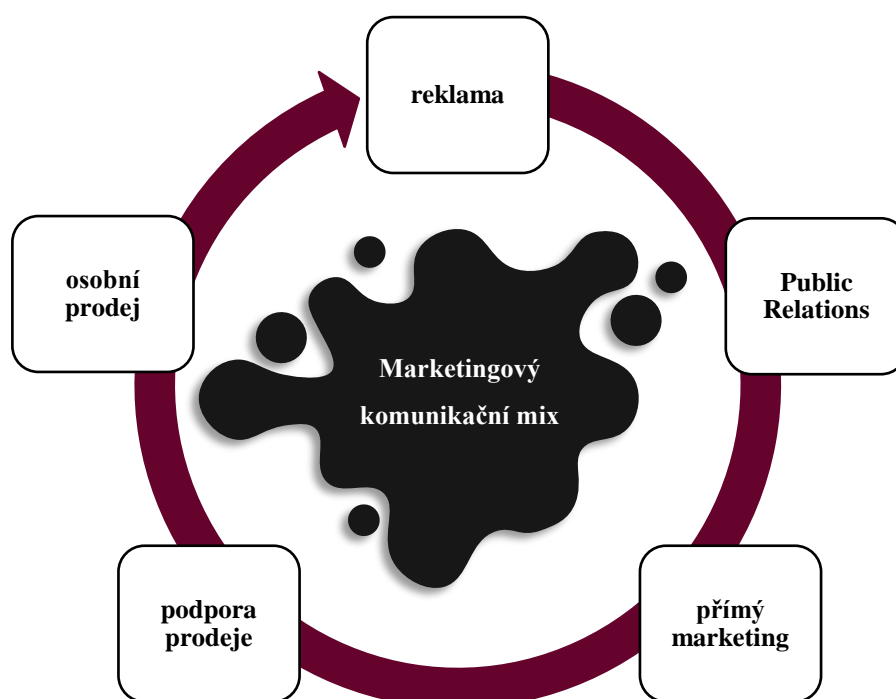 reklama
Public
Relations
přímý
marketing
podpora
prodeje
osobní
prodej
Marketingový
komunikační mix